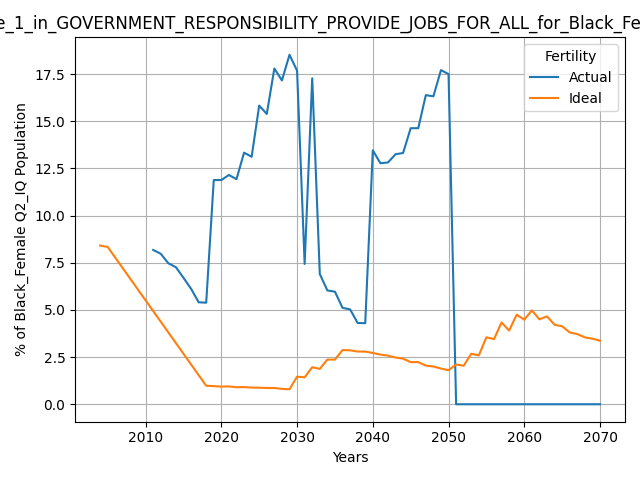 e_1_in_GOVERNMENT_RESPONSIBILITY_PROVIDE_JOBS_FOR_ALL_for_Black_Fe
Fertility
Actual
Ideal
% of Black_Female Q2_IQ Population
17.5
15.0
12.5
10.0
7.5
5.0
2.5
0.0
2010 2020 2030 2040 2050 2060 2070
Years